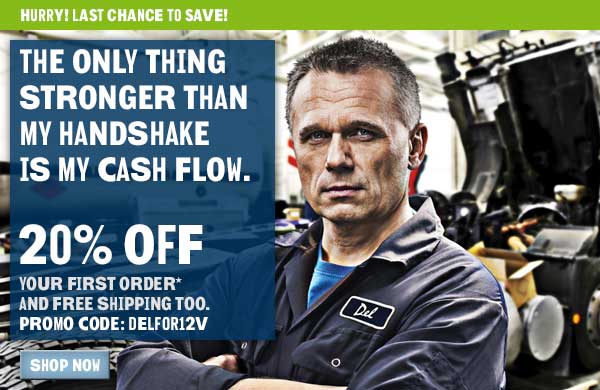 HURRY! LAST CHANCE TO SAVE!
THE ONLY THING
STRONGER THAN
MY HANDSHAKE
IS MY CASH FLOW.
20% OFF
YOUR FIRST ORDER*
AND FREE SHIPPING TOO.
PROMO CODE: DELFOR12V
Del
SHOP NOW